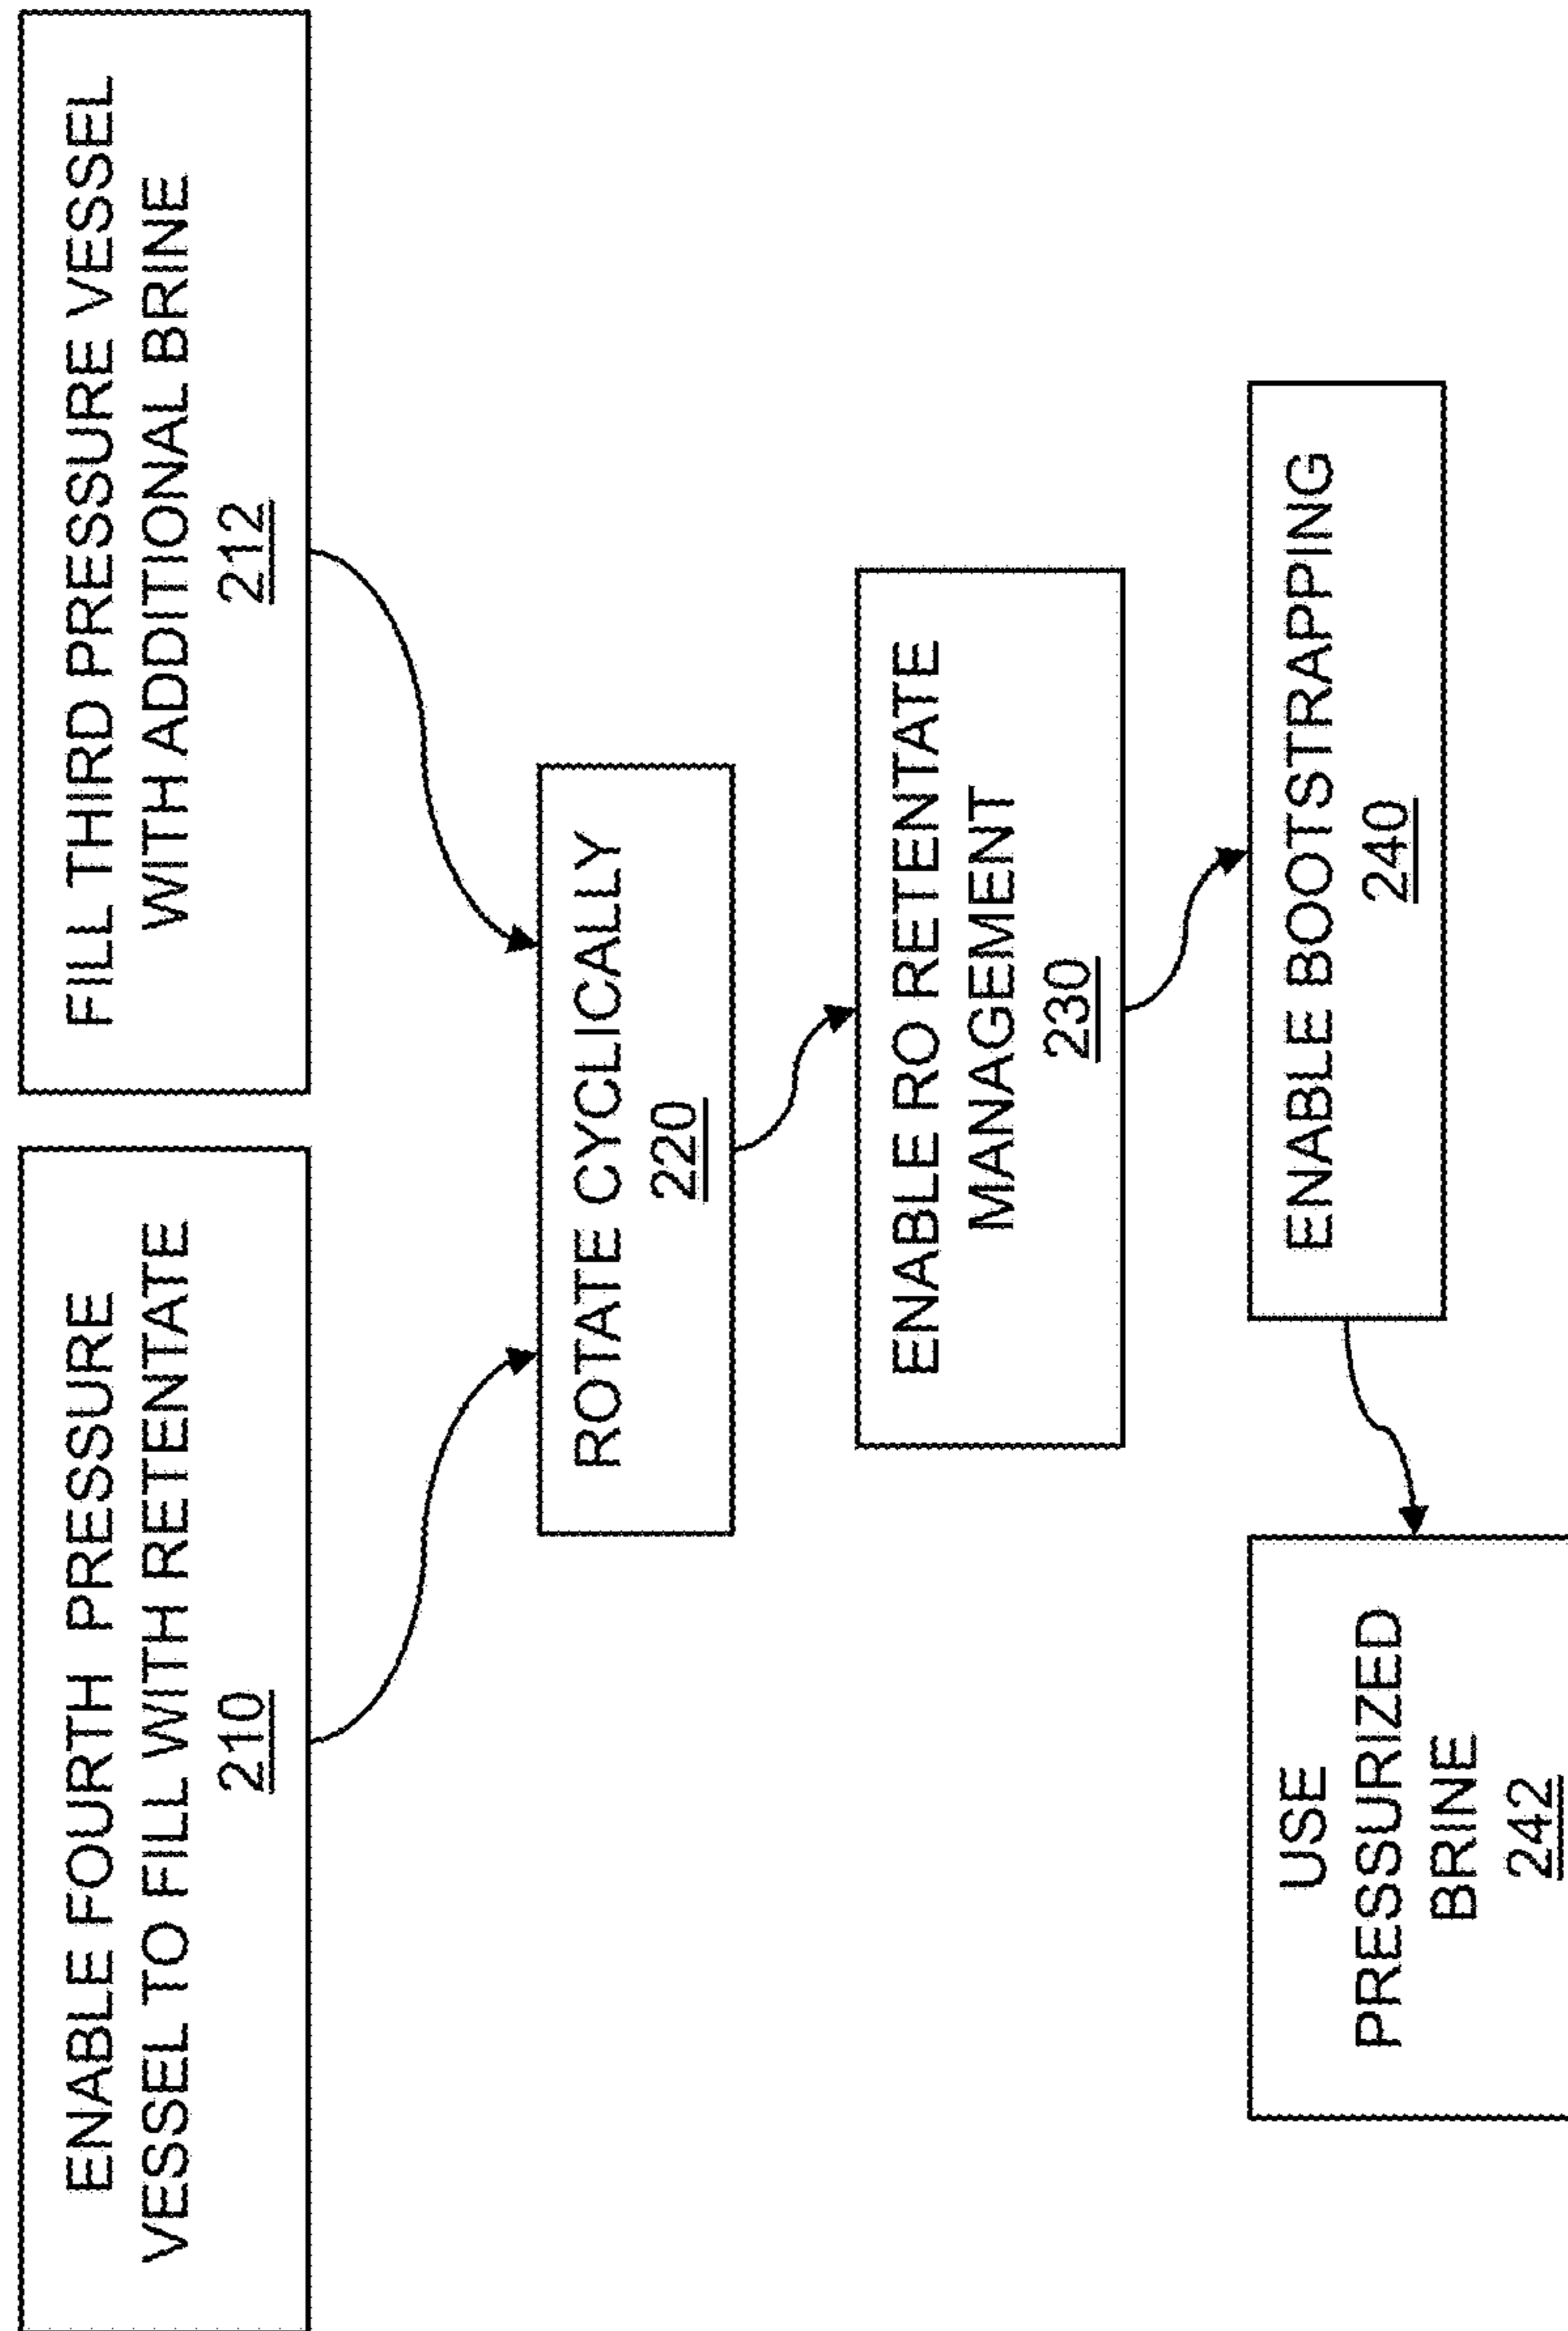 ENABLE FOURTH PRESSURE
VESSEL TO FILL WITH RETENTATE
210
FILL THIRD PRESSURE VESSEL
WITH ADDITIONAL BRINE
212
ROTATE CYCLICALLY
220
ENABLE RO RETENTATE
MANAGEMENT
230
ENABLE BOOTSTRAPPING
240
USE
PRESSURIZED
BRINE
242